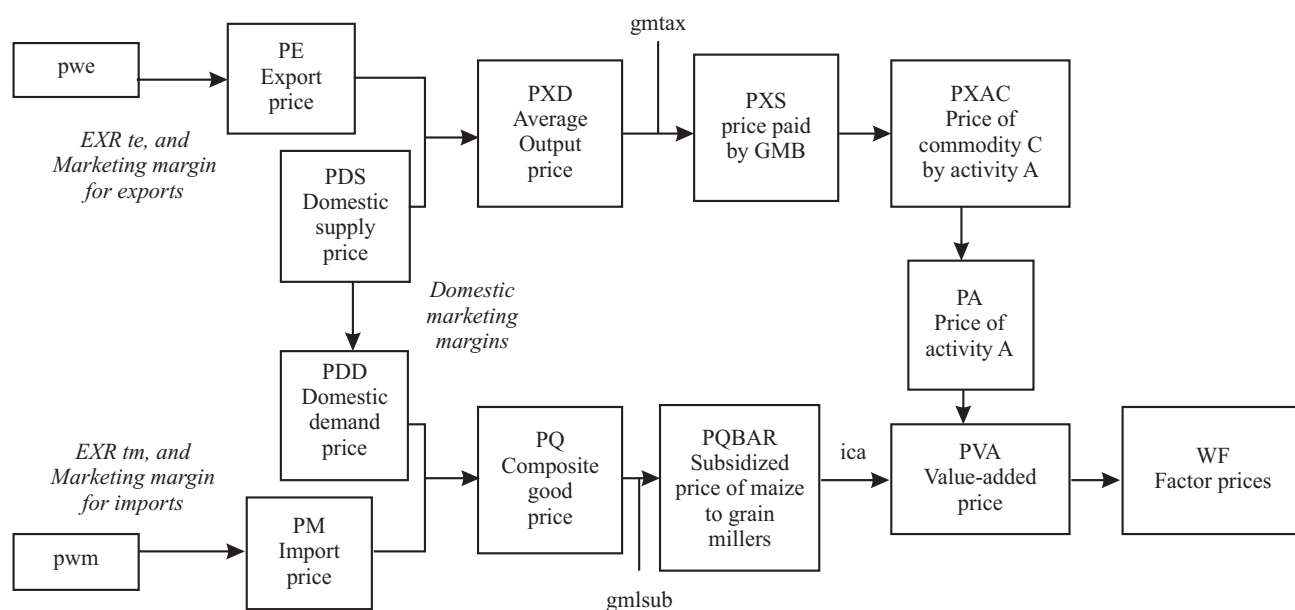 gmtax
pwe
PE
Export
price
PXD
Average
Output
price
PXS
price paid
by GMB
PXAC
Price of
commodity C
by activity A
EXR te, and
Marketing margin
for exports
PDS
Domestic
supply
price
Domestic
marketing
margins
PA
Price of
activity A
PDD
Domestic
demand
price
EXR tm, and
Marketing margin
for imports
PQ
Composite
good
price
PQBAR
Subsidized
price of maize
to grain
millers
ica
PVA
Value-added
price
WF
Factor prices
pwm
PM
Import
price
gmlsub